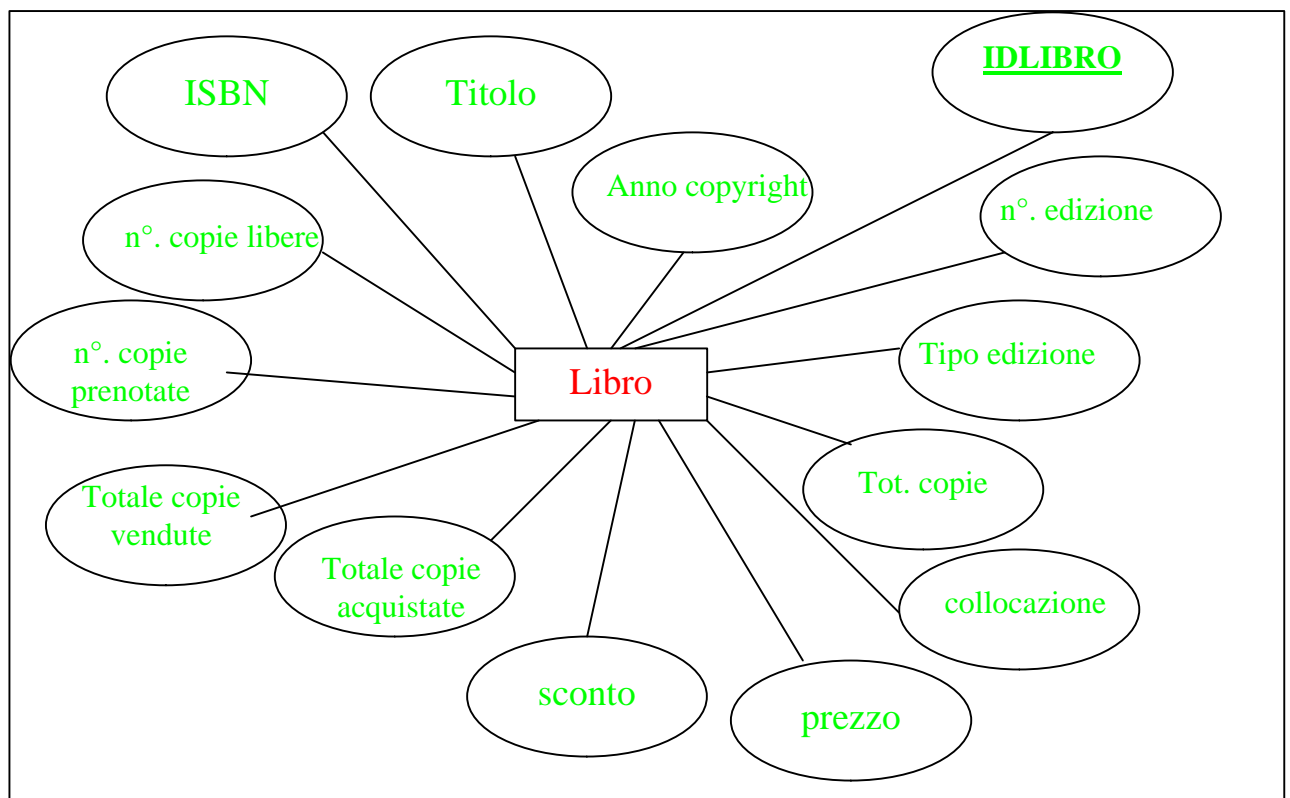 IDLIBRO
ISBN
Titolo
Anno copyright
n°. edizione
n°. copie libere
n°. copie
prenotate
Tipo edizione
Libro
Tot. copie
Totale copie
vendute
Totale copie
acquistate
collocazione
sconto
prezzo